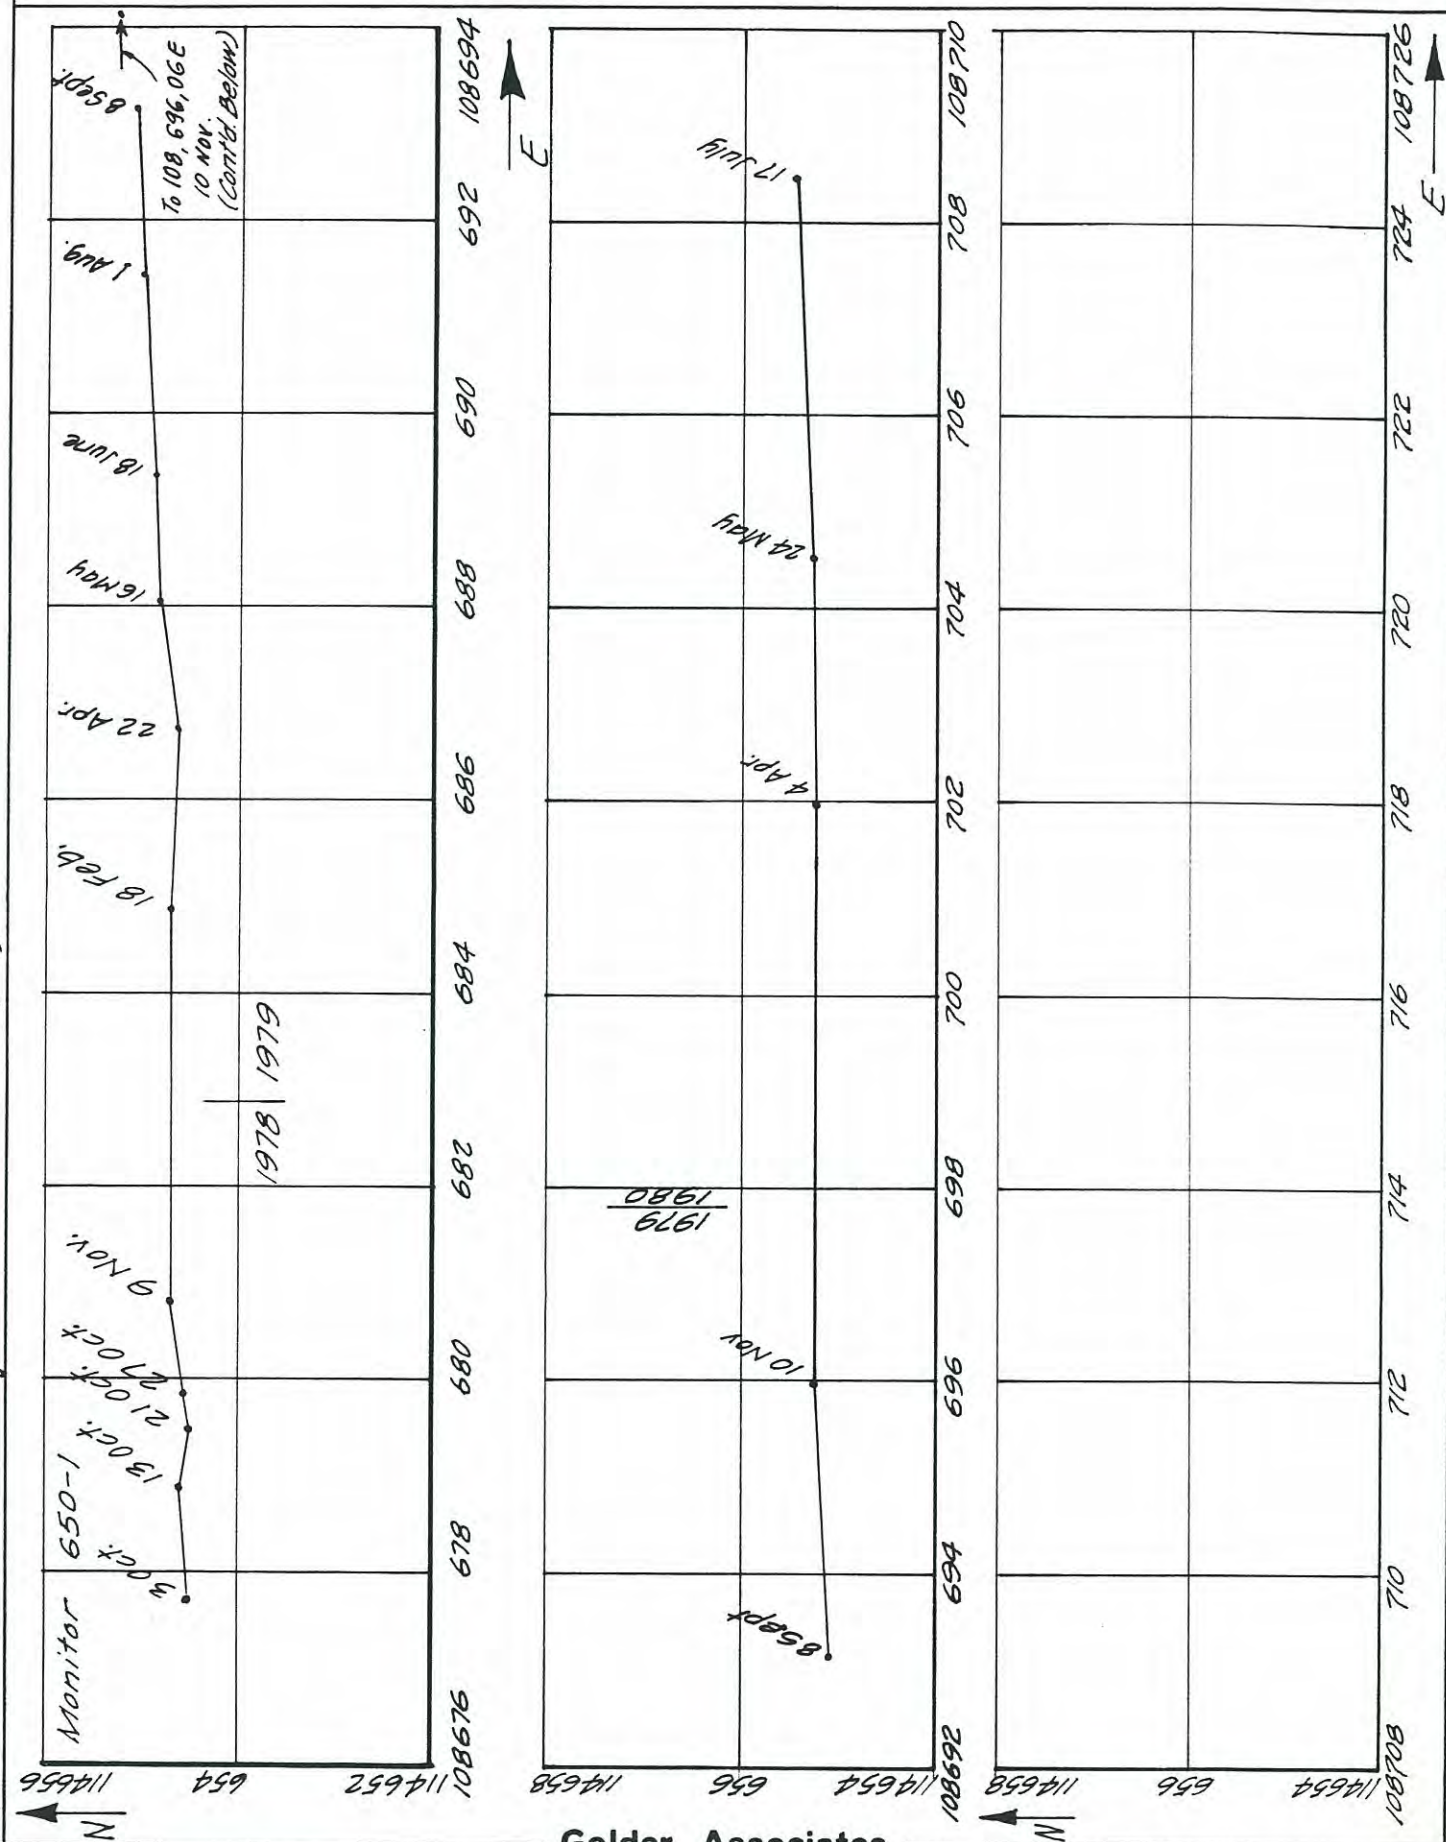 Monitor 650-1
3 Oct.
13 Oct.
21 Oct.
27 Oct.
9 Nov.
1978 | 1979
18 Feb.
22 Apr.
16 May
18 June
1 Aug.
8 Sept.
To 108,696,06E
10 Nov.
(Cont'd. Below)
N
114656
654
114652
108676
678
680
682
684
686
688
690
692
108694
E
8 Sept
10 Nov
1979
1980
4 Apr.
24 May
17 July
114658
656
114654
108692
694
696
698
700
702
704
706
708
108710
N
114658
656
114654
108708
710
712
714
716
718
720
722
724
108726
E
Golder Associates